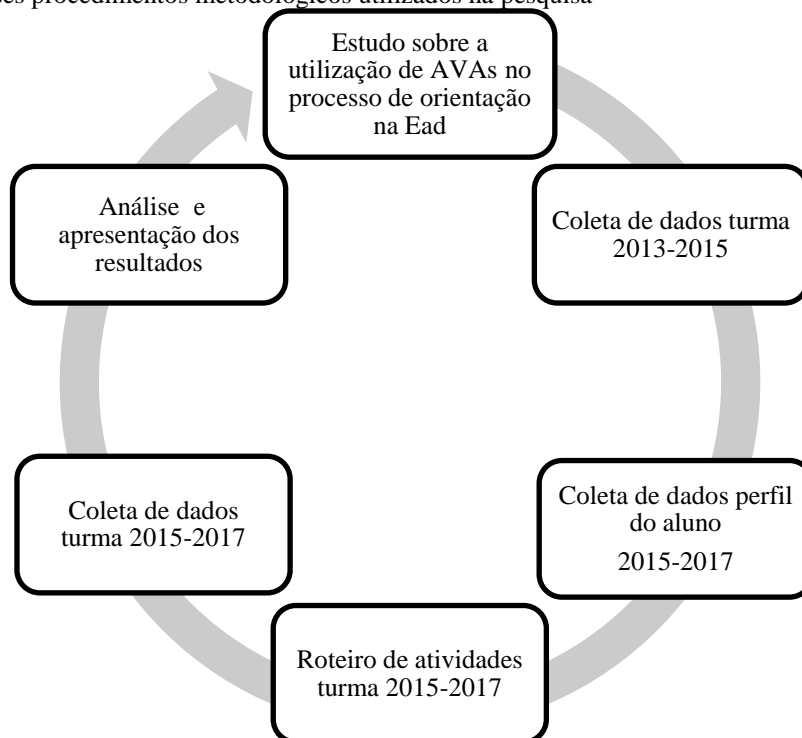 ses procedimentos metodológicos utilizados na pesquisa
Estudo sobre a
utilização de AVAs no
processo de orientação
na Ead
Coleta de dados turma
2013-2015
Coleta de dados perfil
do aluno
2015-2017
Roteiro de atividades
turma 2015-2017
Coleta de dados
turma 2015-2017
Análise e
apresentação dos
resultados